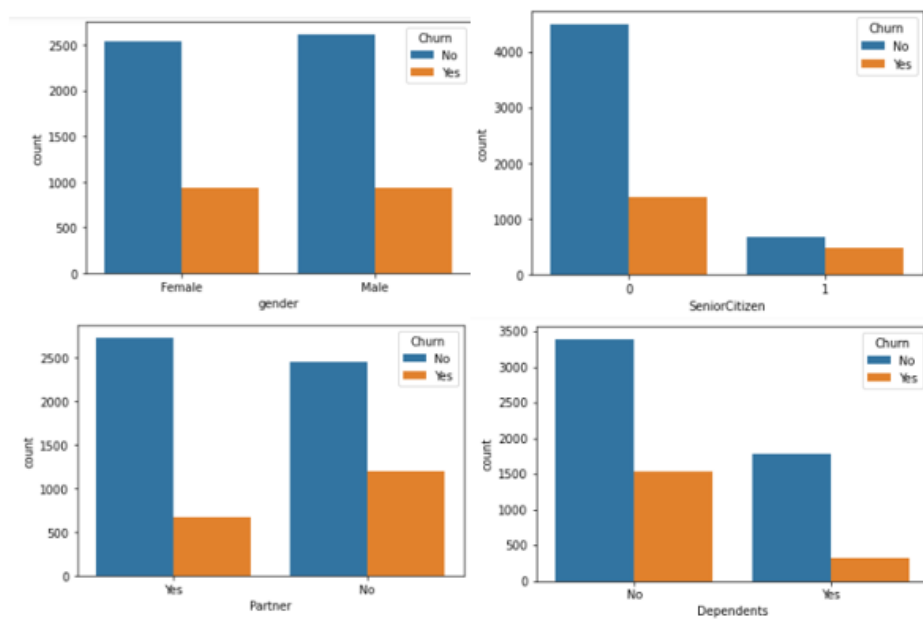 Churn
No
Yes
2500
2000
1500
1000
500
0
count
Female
Male
gender
Churn
No
Yes
4000
3000
2000
1000
0
count
0
1
SeniorCitizen
Churn
No
Yes
2500
2000
1500
1000
500
0
count
Yes
No
Partner
Churn
No
Yes
3500
3000
2500
2000
1500
1000
500
0
count
No
Yes
Dependents